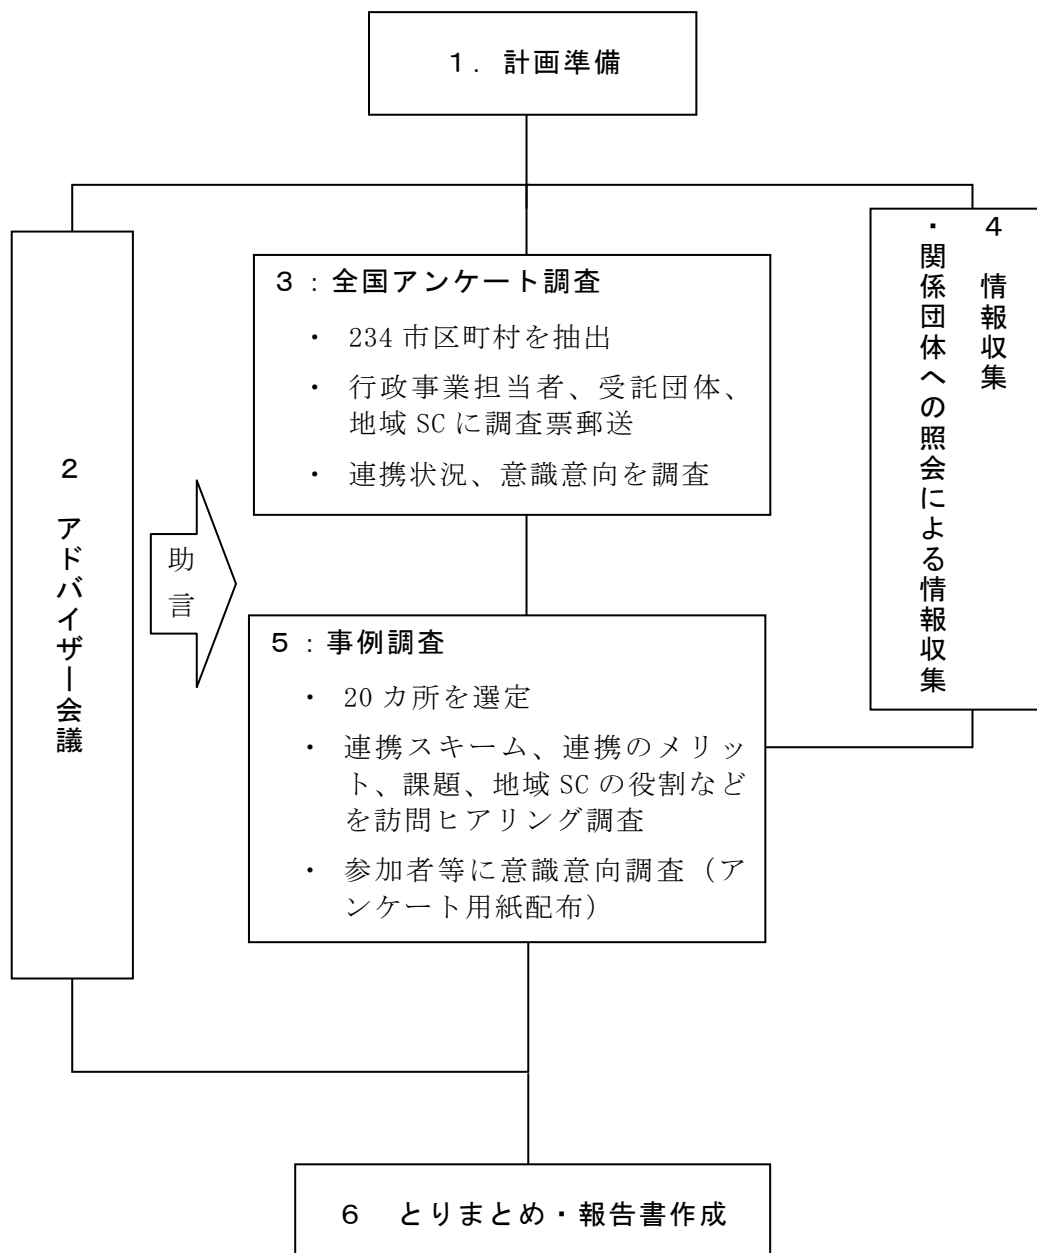 １．計画準備
２　アドバイザー会議
助
言
３：全国アンケート調査
・ 234 市区町村を抽出
・ 行政事業担当者、受託団体、
地域 SC に調査票郵送
・ 連携状況、意識意向を調査
４　情報収集
・関係団体への照会による情報収集
５：事例調査
・ 20 カ所を選定
・ 連携スキーム、連携のメリッ
ト、課題、地域 SC の役割など
を訪問ヒアリング調査
・ 参加者等に意識意向調査（ア
ンケート用紙配布）
６　とりまとめ・報告書作成